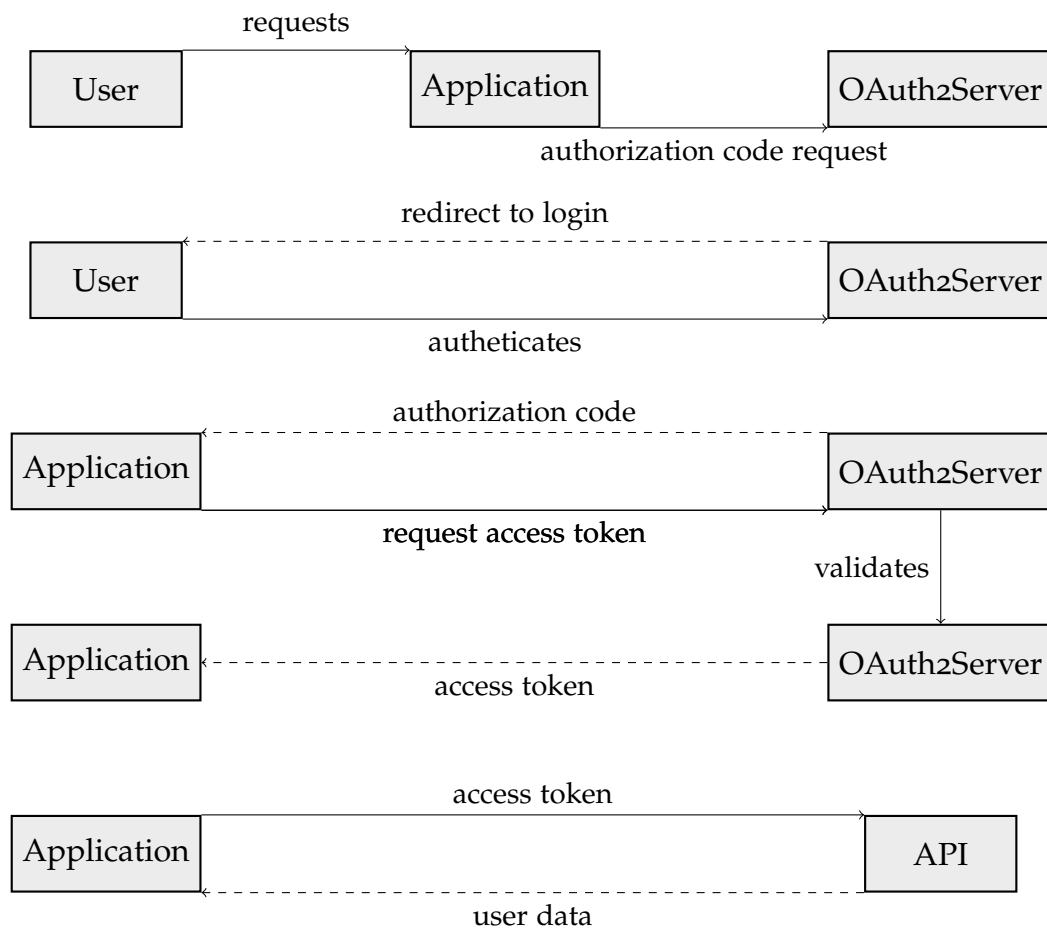 requests
User
Application
OAuth2Server
authorization code request
redirect to login
User
OAuth2Server
autheticates
authorization code
Application
OAuth2Server
request access token
validates
Application
OAuth2Server
access token
access token
Application
API
user data